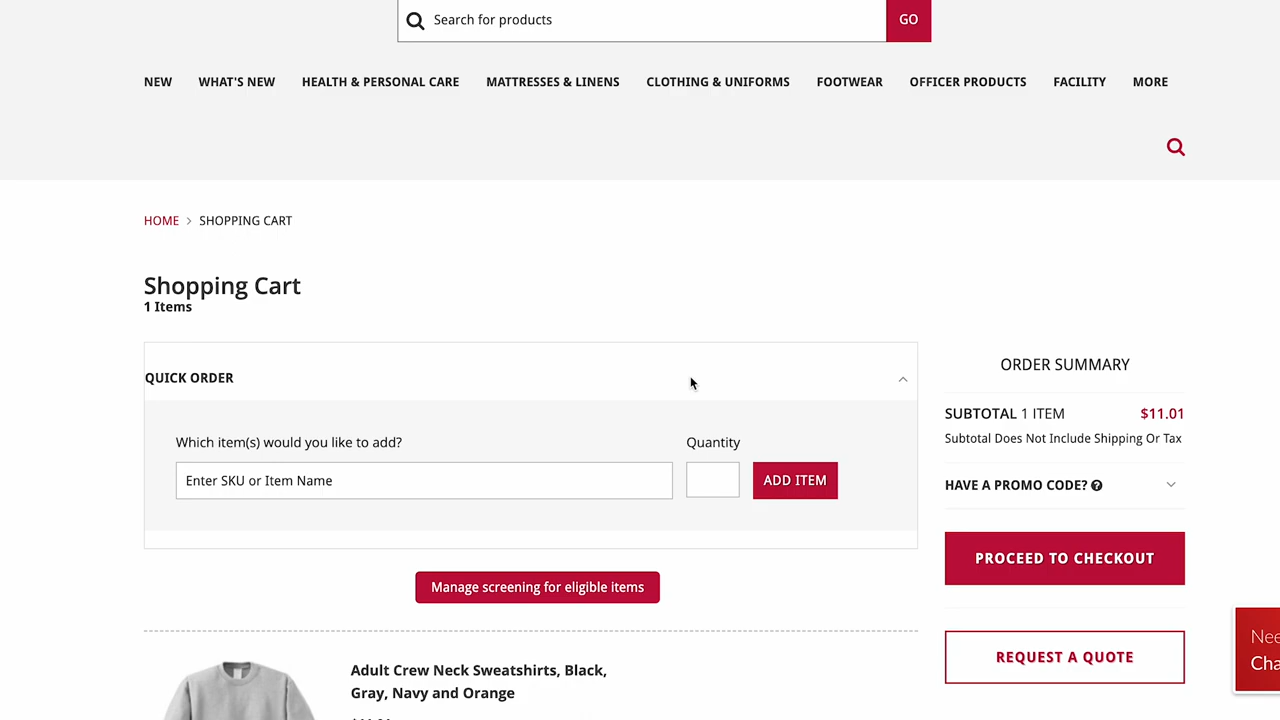 Search for products
GO
NEW
WHAT'S NEW
HEALTH & PERSONAL CARE
MATTRESSES & LINENS
CLOTHING & UNIFORMS
FOOTWEAR
OFFICER PRODUCTS
FACILITY
MORE
HOME > SHOPPING CART
Shopping Cart
1 Items
QUICK ORDER
Which item(s) would you like to add?
Quantity
Enter SKU or Item Name
ADD ITEM
Manage screening for eligible items
Adult Crew Neck Sweatshirts, Black,
Gray, Navy and Orange
ORDER SUMMARY
SUBTOTAL 1 ITEM $11.01
Subtotal Does Not Include Shipping Or Tax
HAVE A PROMO CODE?
PROCEED TO CHECKOUT
REQUEST A QUOTE